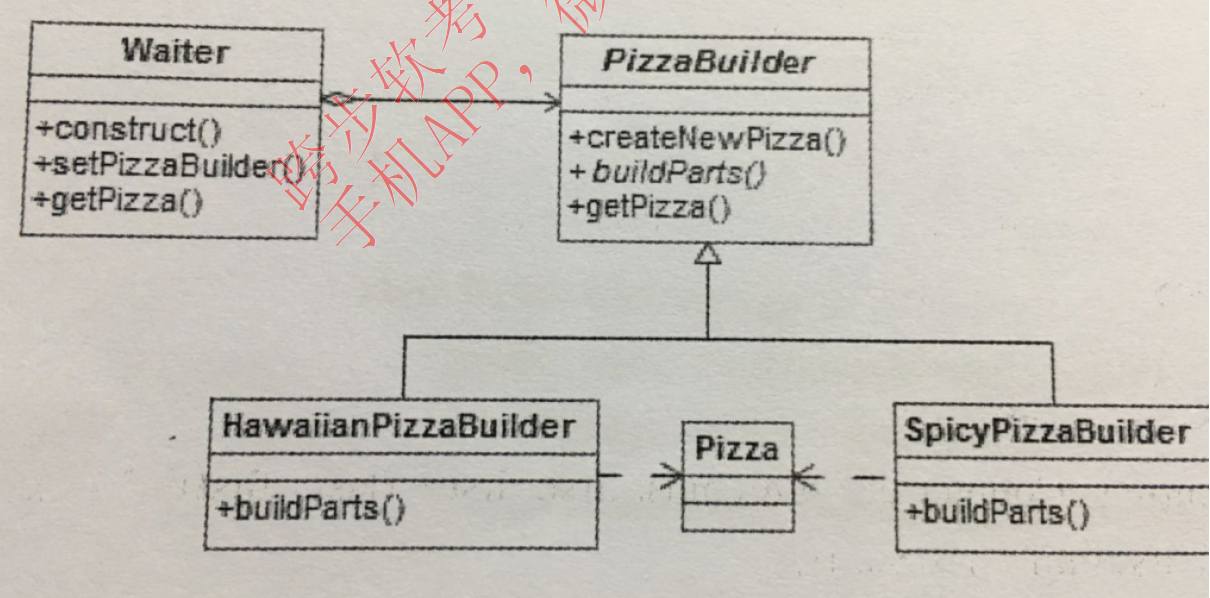 Waiter
+construct()
+setPizzaBuilder()
+getPizza()
PizzaBuilder
+createNewPizza()
+ buildParts()
+getPizza()
HawaiianPizzaBuilder
+buildParts()
Pizza
SpicyPizzaBuilder
+buildParts()
跨步软考
手机APP，